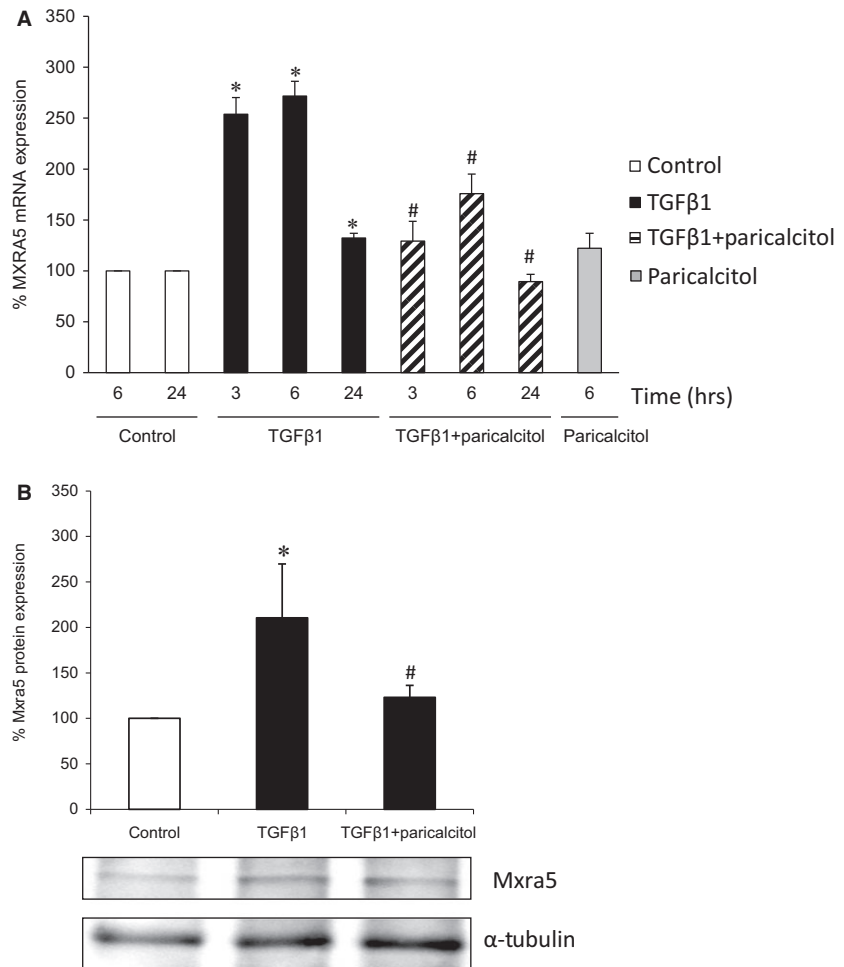 A
350
300
250
200
150
100
50
0
% MXRA5 mRNA expression
* * * # # #
6 24 3 6 24 3 6 24 6 Time (hrs)
Control TGFβ1 TGFβ1+paricalcitol Paricalcitol
Control
TGFβ1
TGFβ1+paricalcitol
Paricalcitol
B
350
300
250
200
150
100
50
0
% Mxra5 protein expression
* #
Control TGFβ1 TGFβ1+paricalcitol
Mxra5
α-tubulin